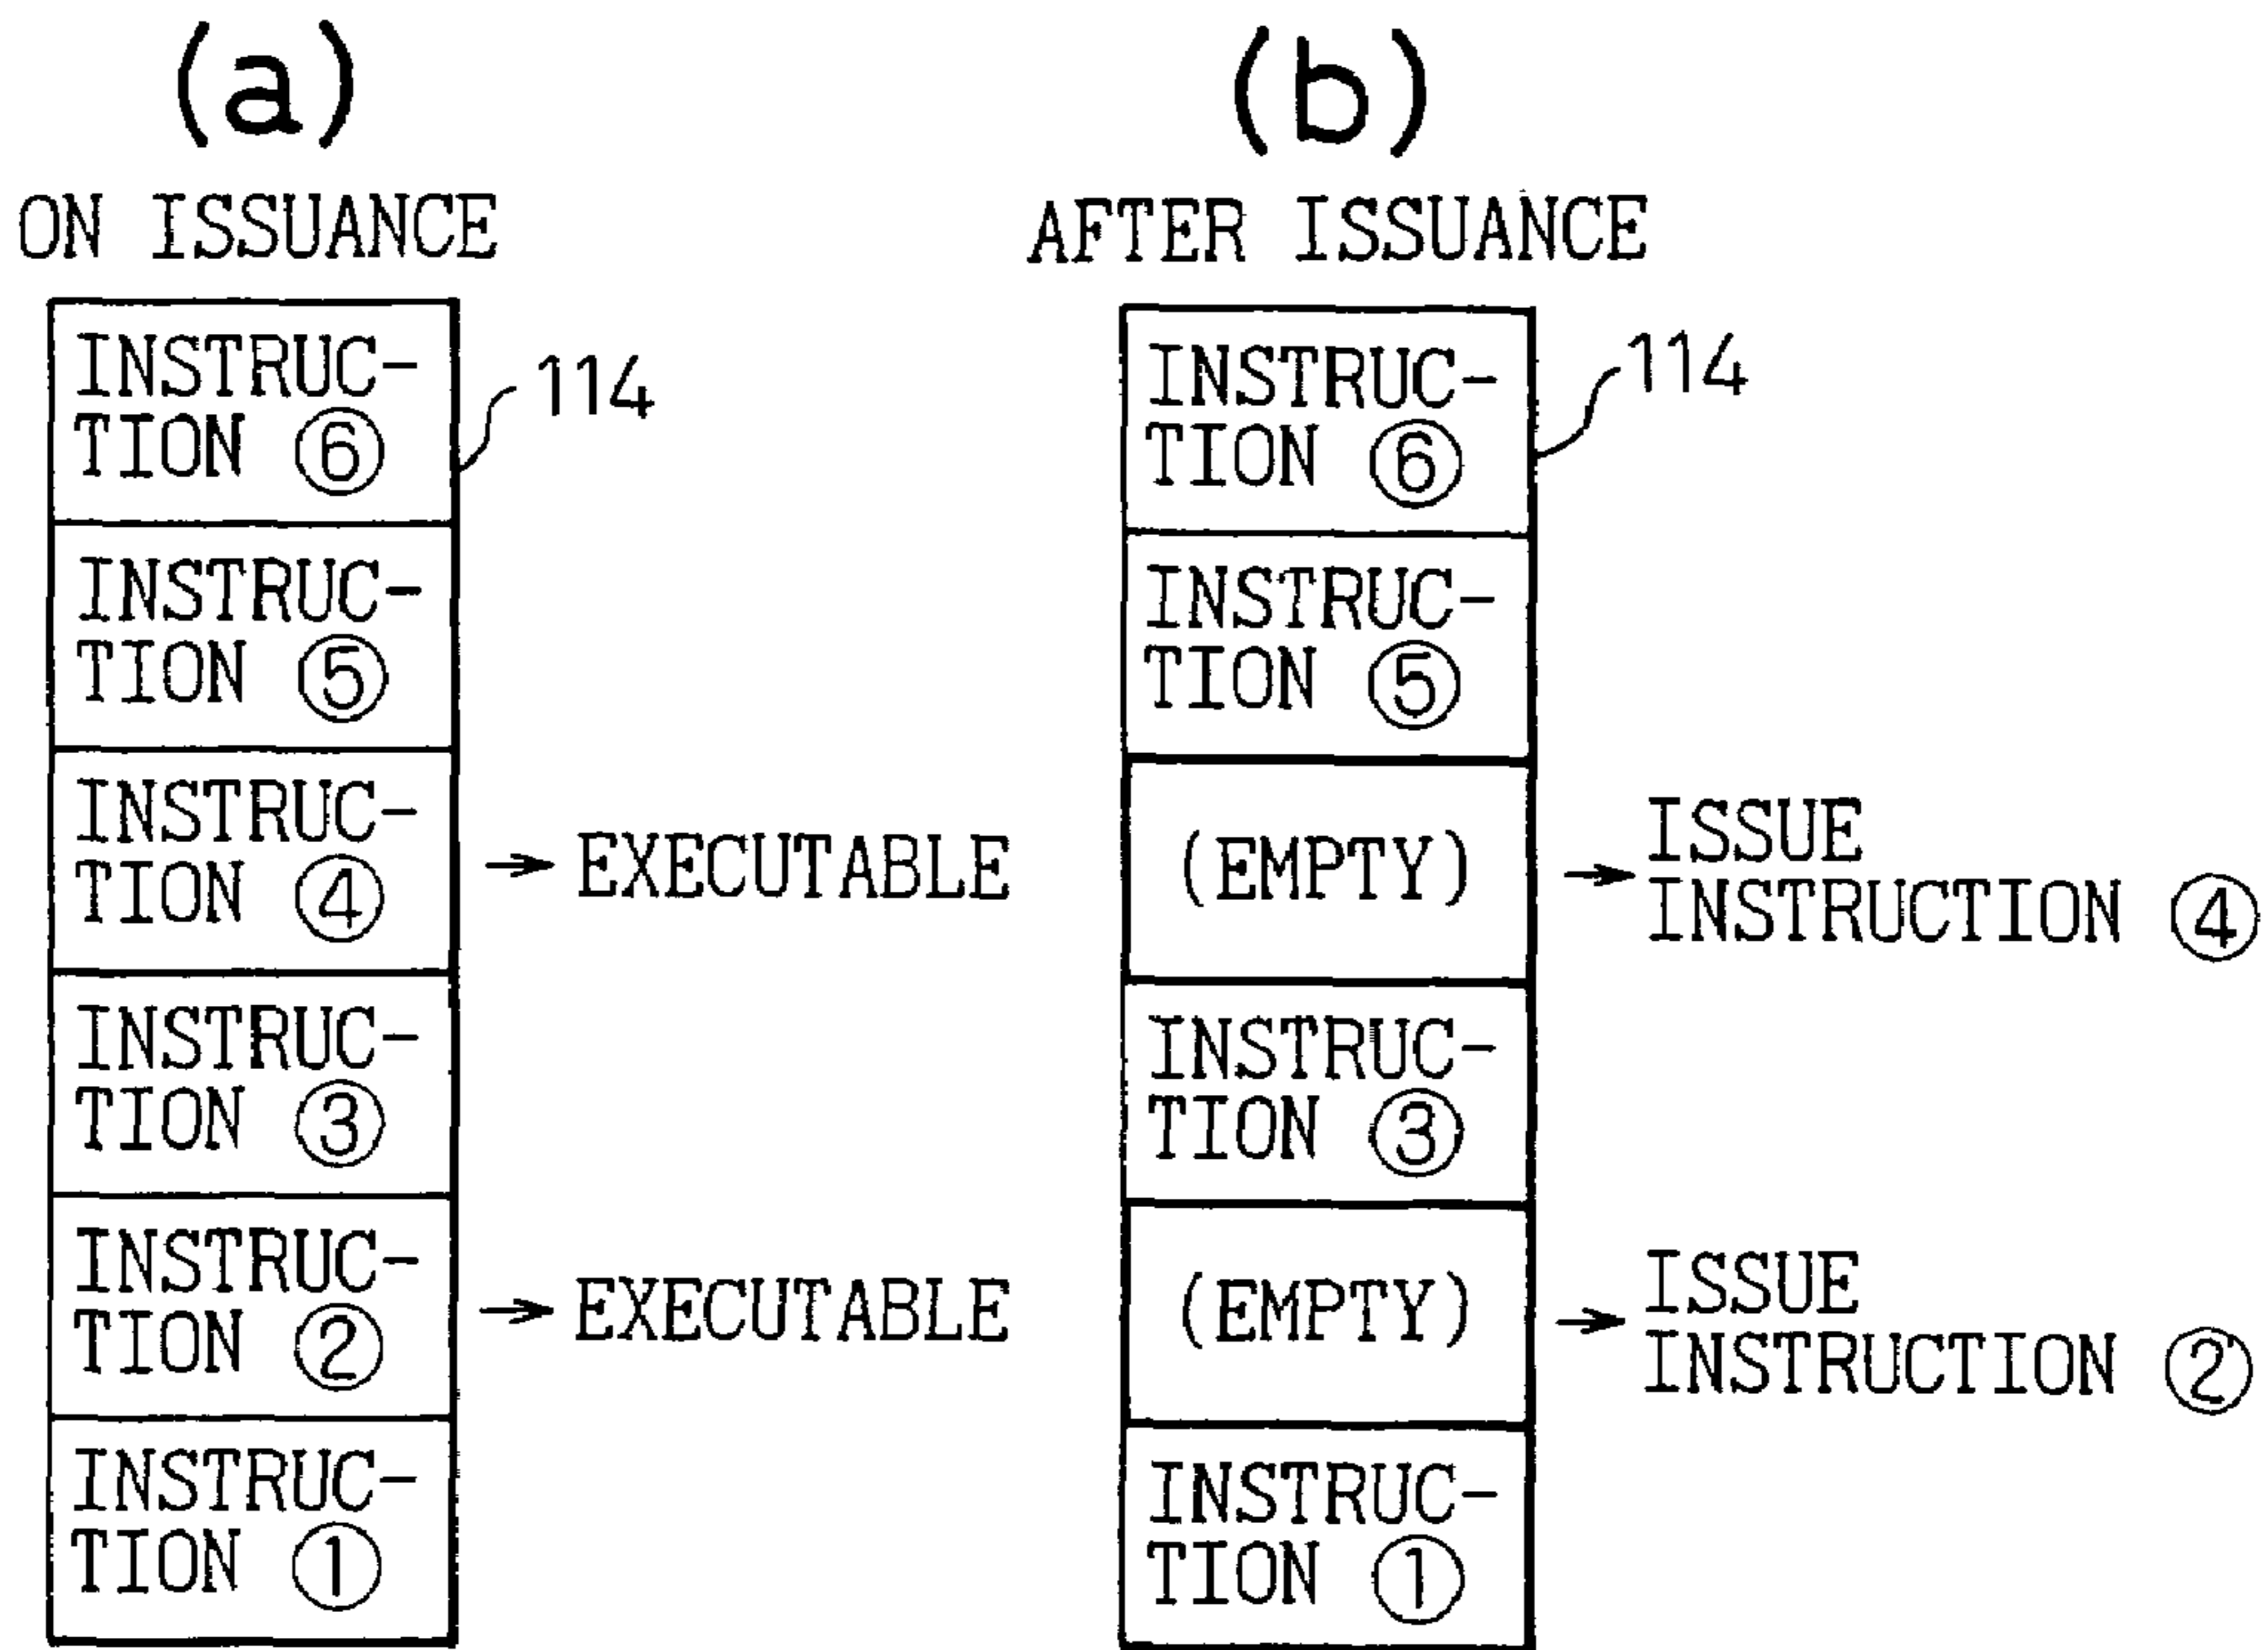 (a)
ON ISSUANCE
INSTRUC-
TION ⑥
114
INSTRUC-
TION ⑤
INSTRUC-
TION ④
→ EXECUTABLE
INSTRUC-
TION ③
INSTRUC-
TION ②
→ EXECUTABLE
INSTRUC-
TION ①
(b)
AFTER ISSUANCE
INSTRUC-
TION ⑥
114
INSTRUC-
TION ⑤
(EMPTY)
→ ISSUE
INSTRUCTION ④
INSTRUC-
TION ③
(EMPTY)
→ ISSUE
INSTRUCTION ②
INSTRUC-
TION ①